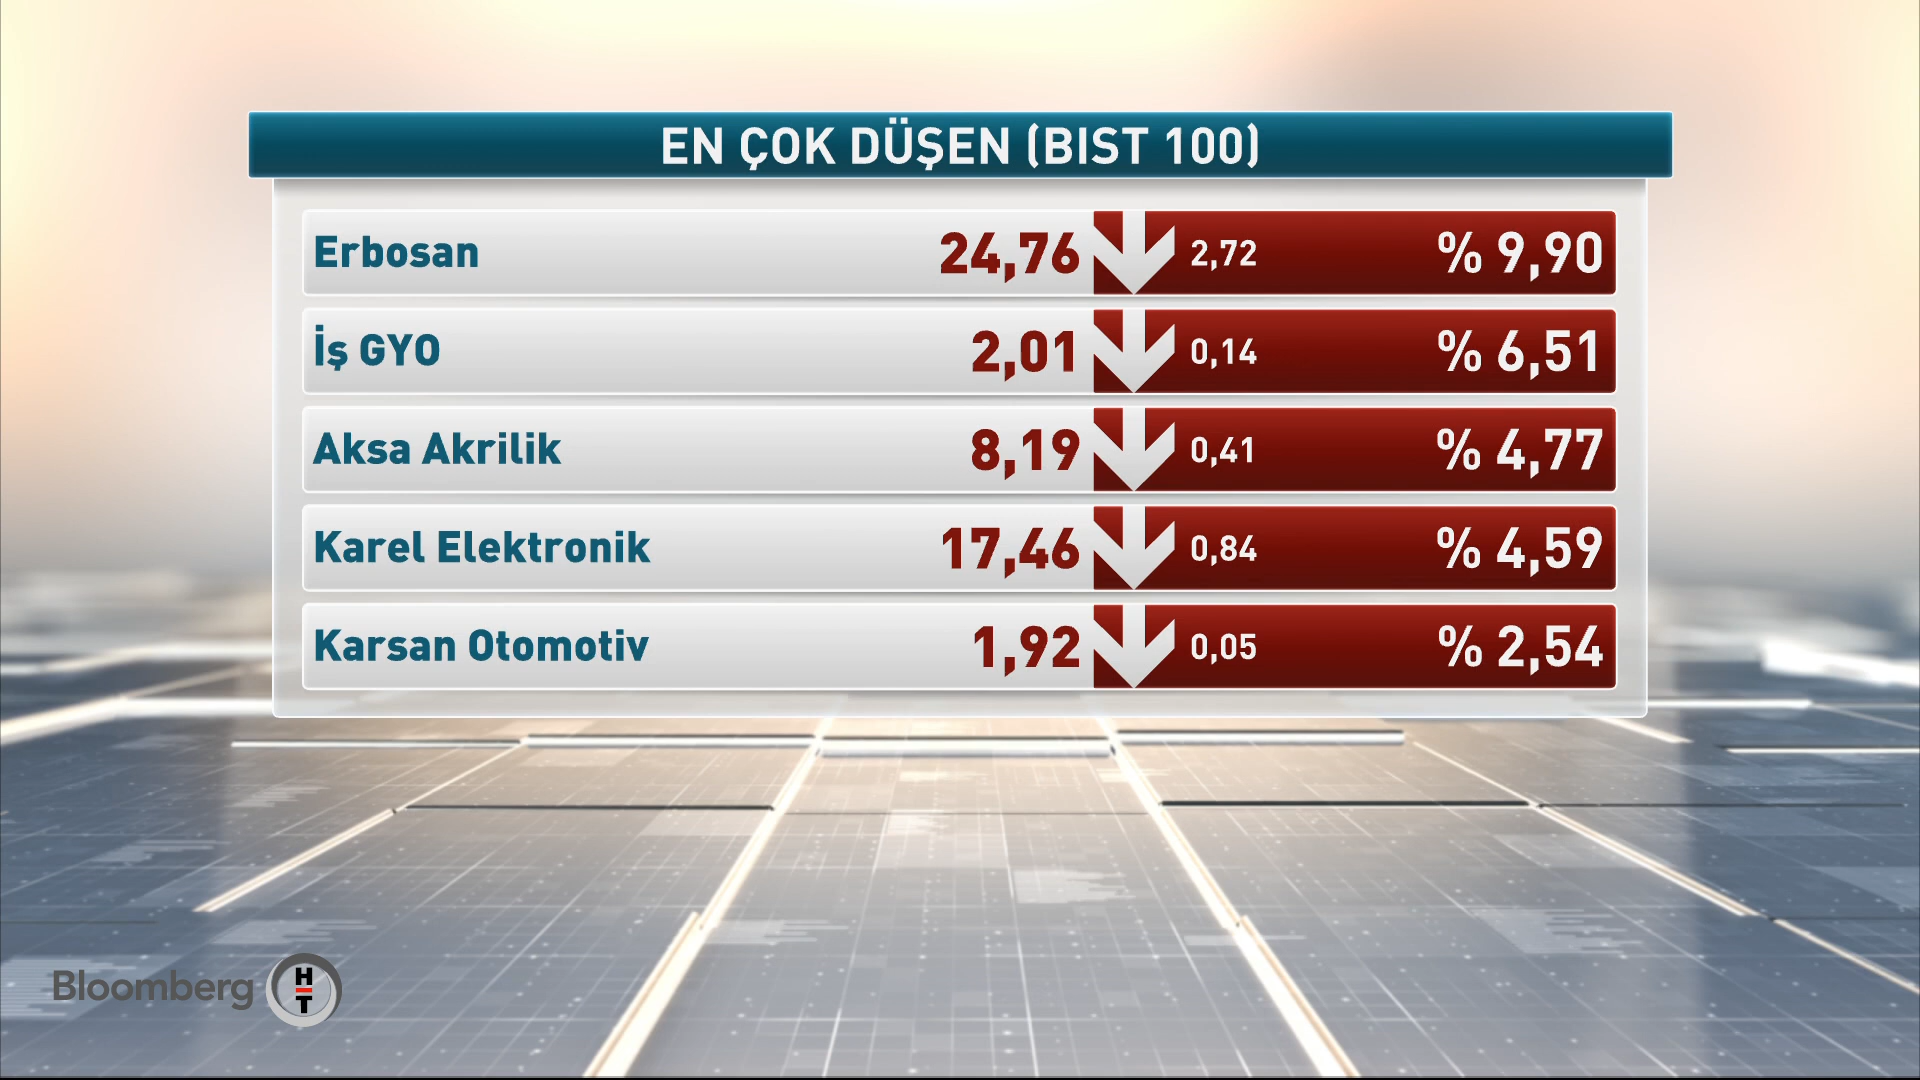 EN ÇOK DÜŞEN (BIST 100)
Erbosan 24,76 2,72 % 9,90
İş GYO 2,01 0,14 % 6,51
Aksa Akrilik 8,19 0,41 % 4,77
Karel Elektronik 17,46 0,84 % 4,59
Karsan Otomotiv 1,92 0,05 % 2,54
Bloomberg HT